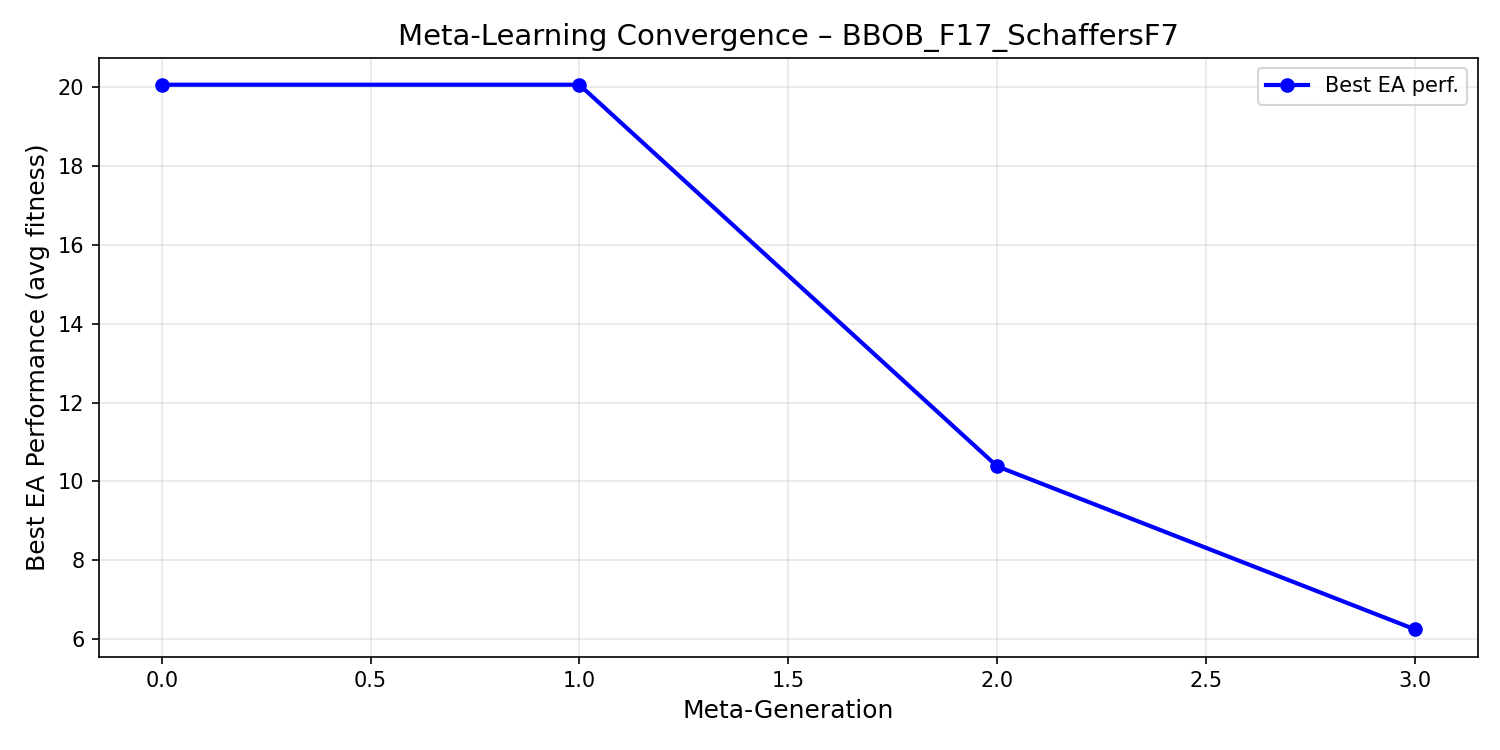 Meta-Learning Convergence – BBOB_F17_SchaffersF7
Best EA perf.
Best EA Performance (avg fitness)
20
18
16
14
12
10
8
6
0.0 0.5 1.0 1.5 2.0 2.5 3.0
Meta-Generation